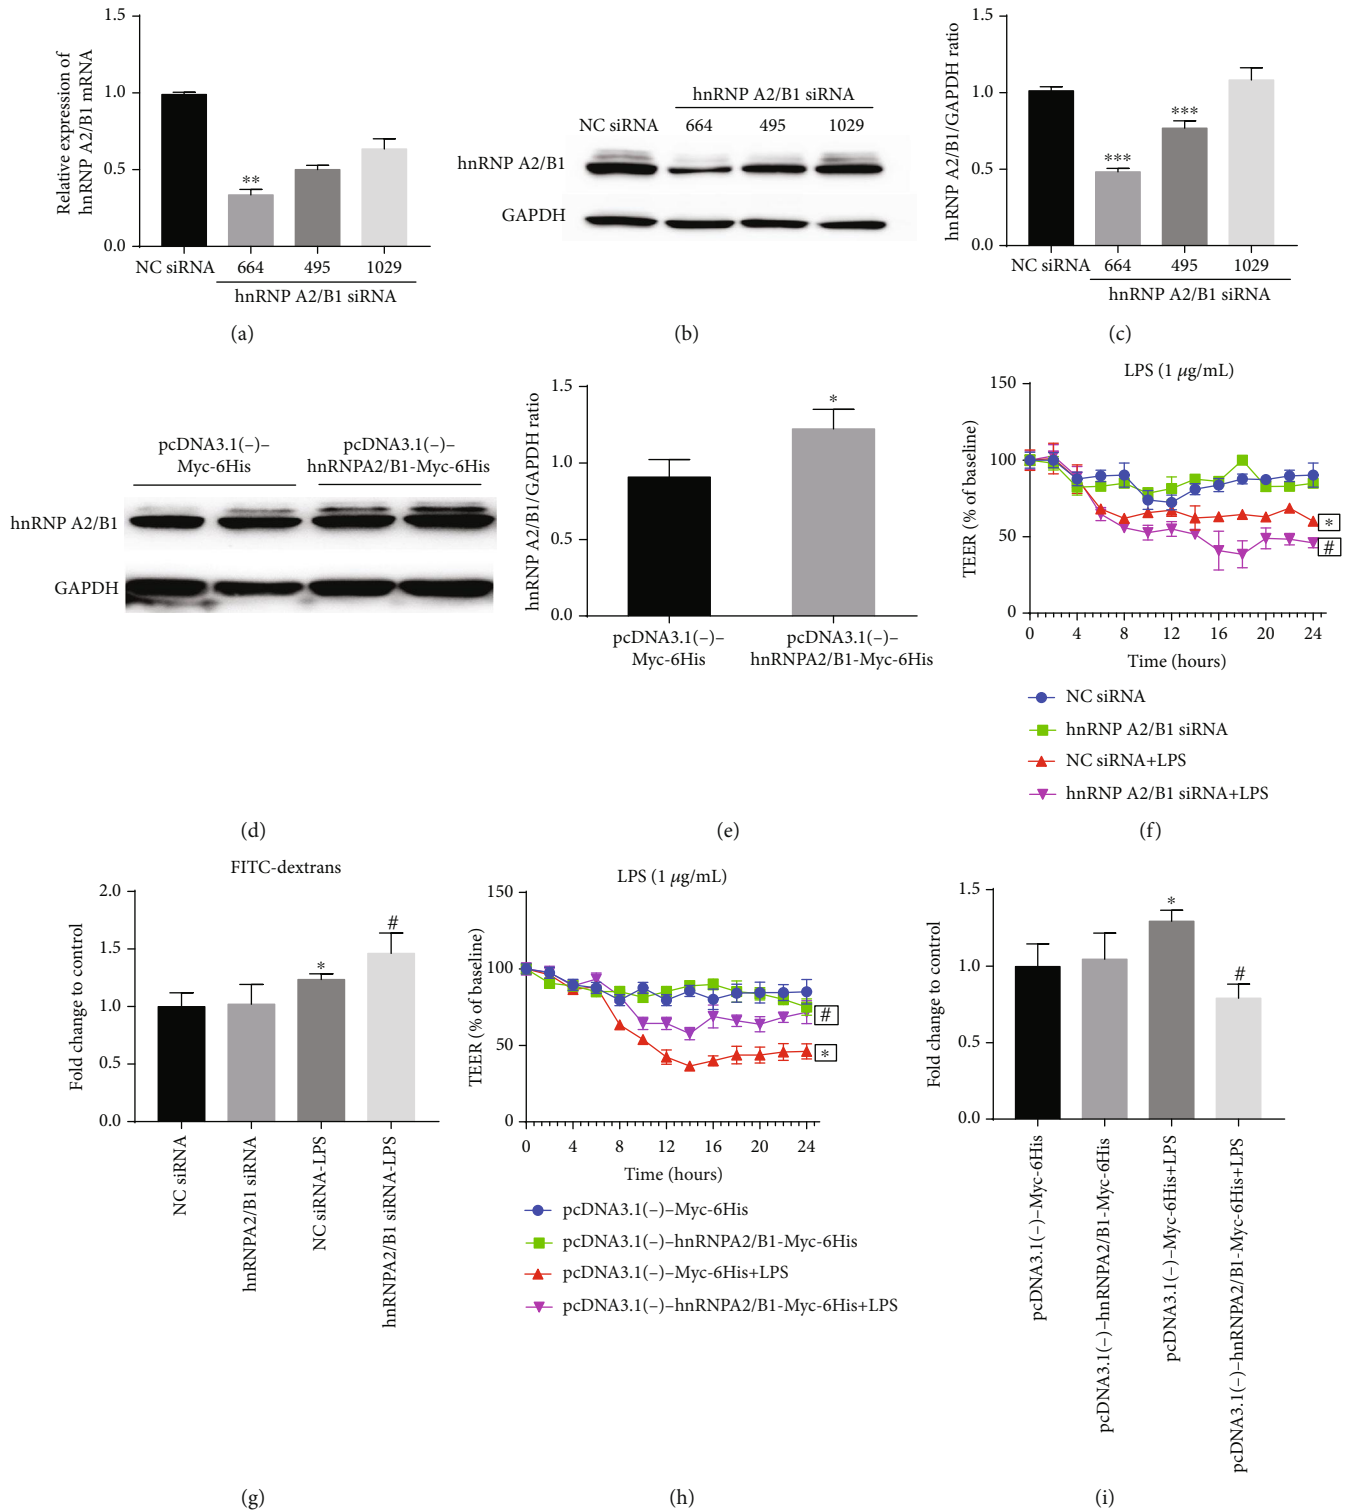 1.5
1.0
0.5
0.0
Relative expression of
hnRNP A2/B1 mRNA
**
NC siRNA 664 495 1029
hnRNP A2/B1 siRNA
(a)
hnRNP A2/B1 siRNA
NC siRNA 664 495 1029
hnRNP A2/B1
GAPDH
(b)
1.5
1.0
0.5
0.0
hnRNP A2/B1/GAPDH ratio
***
***
NC siRNA 664 495 1029
hnRNP A2/B1 siRNA
(c)
pcDNA3.1(−)−
Myc-6His
pcDNA3.1(−)−
hnRNPA2/B1-Myc-6His
hnRNP A2/B1
GAPDH
(d)
1.5
1.0
0.5
0.0
hnRNP A2/B1/GAPDH ratio
*
pcDNA3.1(−)−
Myc-6His
pcDNA3.1(−)−
hnRNPA2/B1-Myc-6His
(e)
LPS (1 μg/mL)
150
100
50
0
TEER (% of baseline)
*
#
0 4 8 12 16 20 24
Time (hours)
NC siRNA
hnRNP A2/B1 siRNA
NC siRNA+LPS
hnRNP A2/B1 siRNA+LPS
(f)
FITC-dextrans
2.0
1.5
1.0
0.5
0.0
Fold change to control
*
#
NC siRNA
hnRNPA2/B1 siRNA
NC siRNA-LPS
hnRNPA2/B1 siRNA-LPS
(g)
LPS (1 μg/mL)
150
100
50
0
TEER (% of baseline)
#
*
0 4 8 12 16 20 24
Time (hours)
pcDNA3.1(−)−Myc-6His
pcDNA3.1(−)−hnRNPA2/B1-Myc-6His
pcDNA3.1(−)−Myc-6His+LPS
pcDNA3.1(−)−hnRNPA2/B1-Myc-6His+LPS
(h)
1.5
1.0
0.5
0.0
Fold change to control
*
#
pcDNA3.1(−)−Myc-6His
pcDNA3.1(−)−hnRNPA2/B1-Myc-6His
pcDNA3.1(−)−Myc-6His+LPS
pcDNA3.1(−)−hnRNPA2/B1-Myc-6His+LPS
(i)